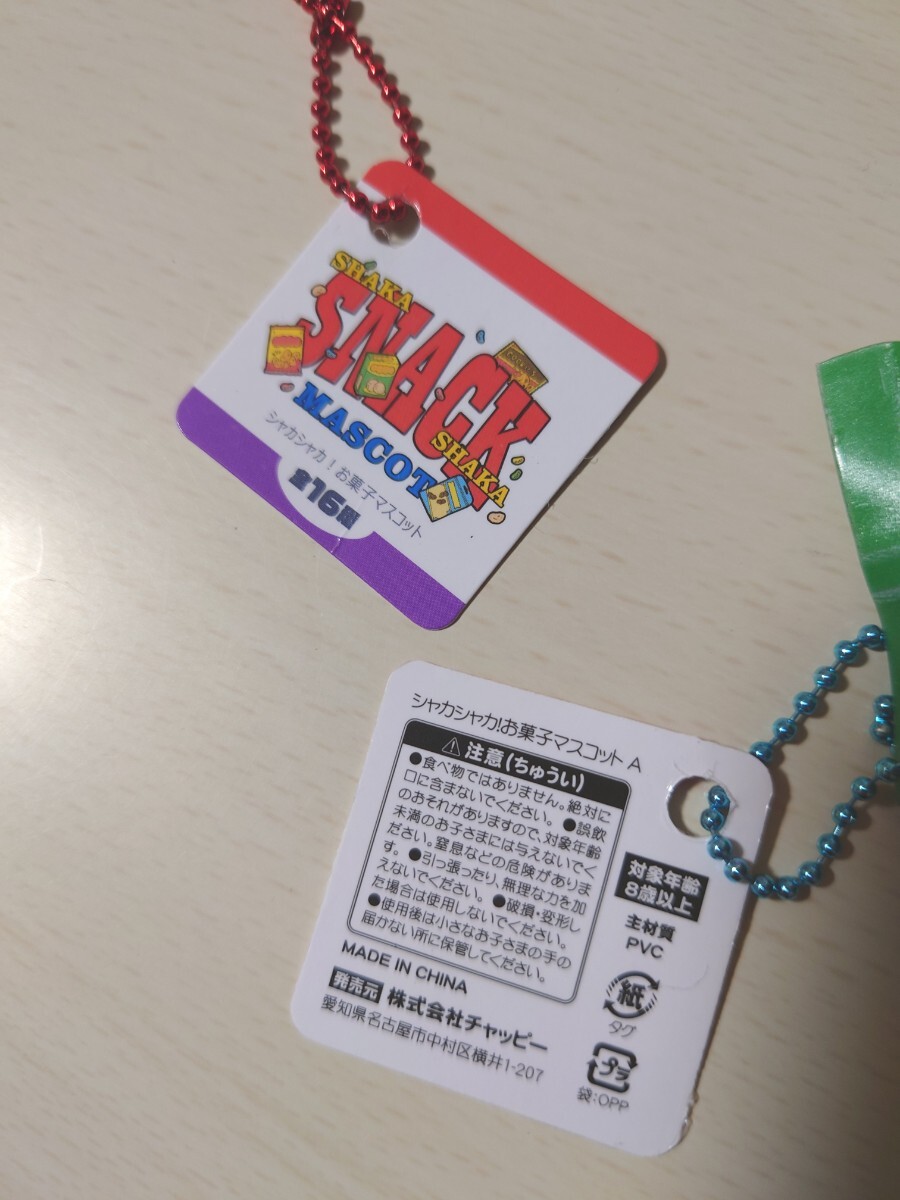 SHAKA
SNACK
SHAKA
MASCOT
シャカシャカ!お菓子マスコット
全16種
シャカシャカ!お菓子マスコット A
注意(ちゅうい)
●食べ物ではありません。絶対に
口に含まないでください。 ●誤飲
のおそれがありますので、対象年齢
未満のお子さまには与えないでく
ださい。窒息などの危険がありま
す。 ●引っ張ったり、無理な力を加
えないでください。 ●破損・変形し
た場合は使用しないでください。
●使用後は小さなお子さまの手の
届かない所に保管してください。
対象年齢
8歳以上
主材質
PVC
紙
タグ
プラ
袋:OPP
MADE IN CHINA
発売元 株式会社チャッピー
愛知県名古屋市中村区横井1-207